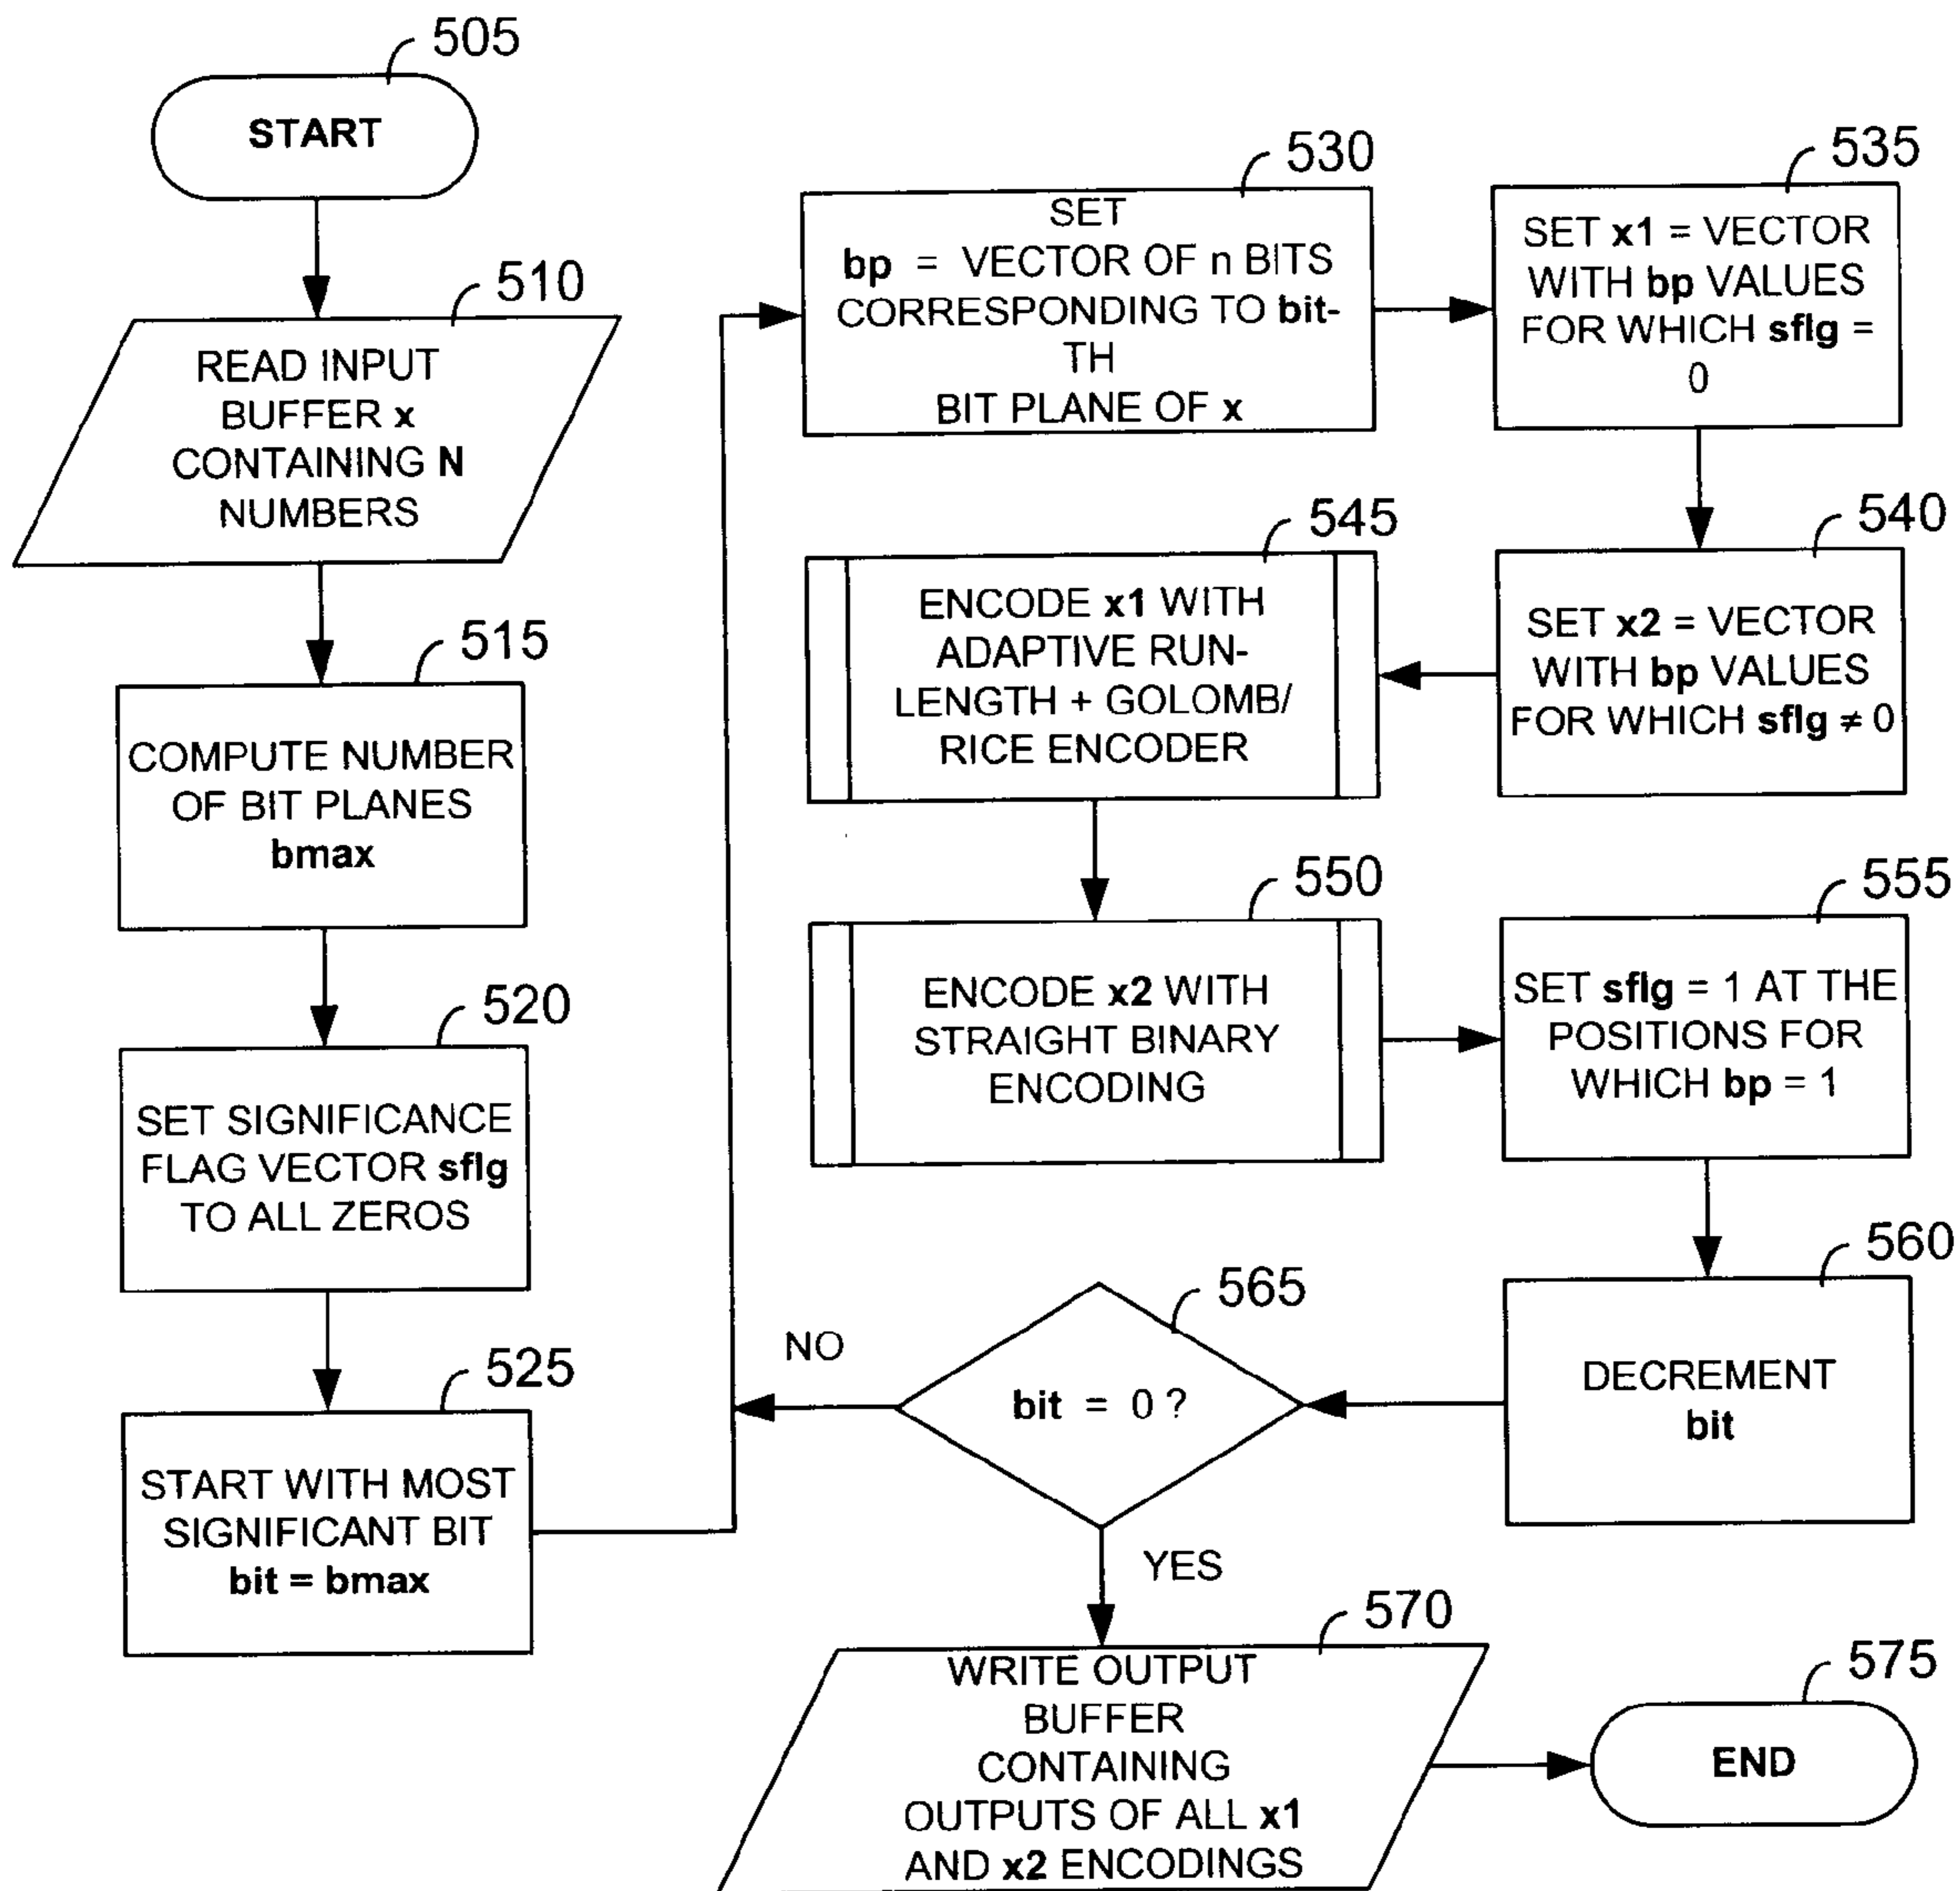 505
START
510
READ INPUT
BUFFER x
CONTAINING N
NUMBERS
515
COMPUTE NUMBER
OF BIT PLANES
bmax
520
SET SIGNIFICANCE
FLAG VECTOR sflg
TO ALL ZEROS
525
START WITH MOST
SIGNIFICANT BIT
bit = bmax
530
SET
bp = VECTOR OF n BITS
CORRESPONDING TO bit-
TH
BIT PLANE OF x
535
SET x1 = VECTOR
WITH bp VALUES
FOR WHICH sflg =
0
540
SET x2 = VECTOR
WITH bp VALUES
FOR WHICH sflg ≠ 0
545
ENCODE x1 WITH
ADAPTIVE RUN-
LENGTH + GOLOMB/
RICE ENCODER
550
ENCODE x2 WITH
STRAIGHT BINARY
ENCODING
555
SET sflg = 1 AT THE
POSITIONS FOR
WHICH bp = 1
560
DECREMENT
bit
565
bit = 0 ?
NO
YES
570
WRITE OUTPUT
BUFFER
CONTAINING
OUTPUTS OF ALL x1
AND x2 ENCODINGS
575
END